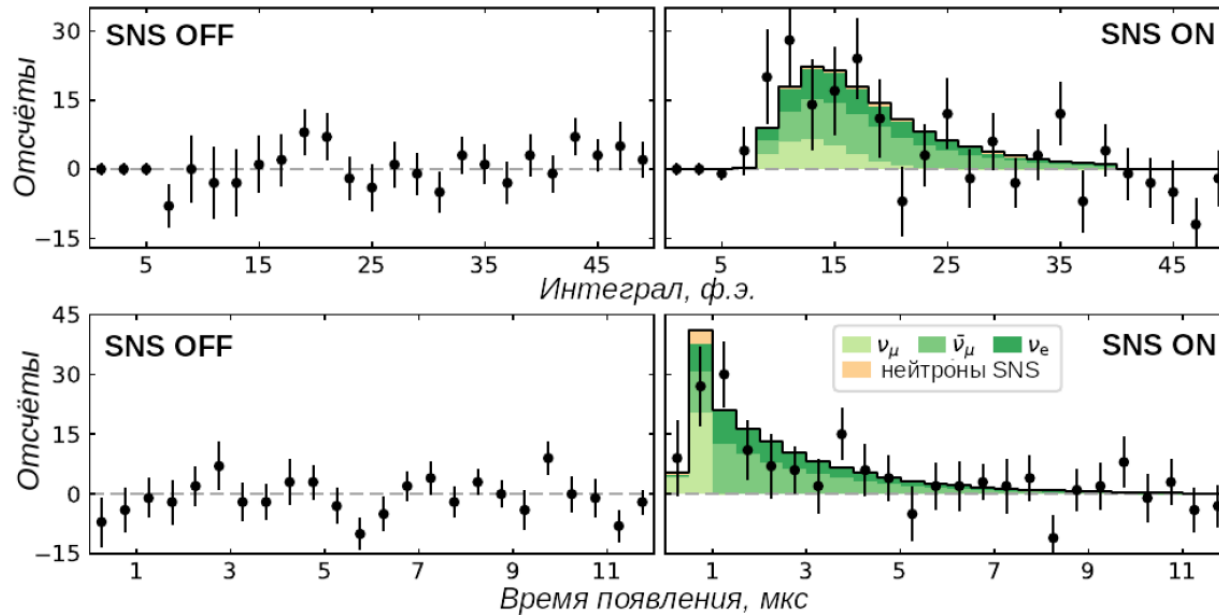 35
SNS OFF
SNS ON
30
15
0
−15
Отсчёты
5 15 25 35 45
5 15 25 35 45
Интеграл, ф.э.
45
SNS OFF
SNS ON
νμ ν̄μ νe
нейтроны SNS
30
15
0
−15
Отсчёты
1 3 5 7 9 11
1 3 5 7 9 11
Время появления, мкс